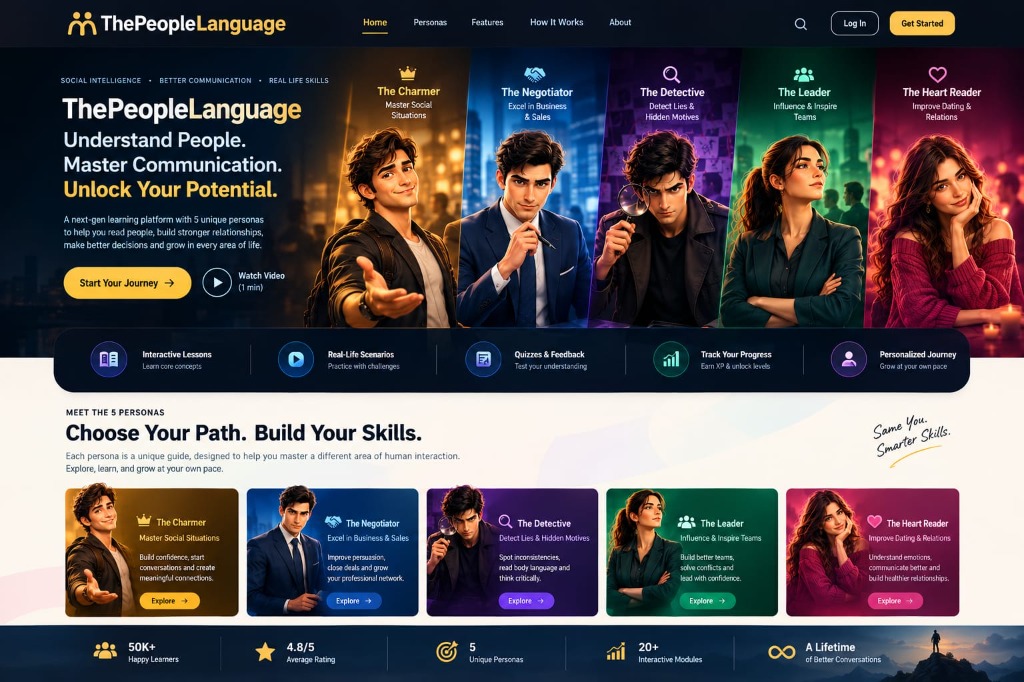 ThePeopleLanguage
Home
Personas
Features
How It Works
About
Log In
Get Started
SOCIAL INTELLIGENCE • BETTER COMMUNICATION • REAL LIFE SKILLS
ThePeopleLanguage
Understand People.
Master Communication.
Unlock Your Potential.
A next-gen learning platform with 5 unique personas
to help you read people, build stronger relationships,
make better decisions and grow in every area of life.
Start Your Journey →
Watch Video
(1 min)
The Charmer
Master Social
Situations
The Negotiator
Excel in Business
& Sales
The Detective
Detect Lies &
Hidden Motives
The Leader
Influence & Inspire
Teams
The Heart Reader
Improve Dating &
Relations
Interactive Lessons
Learn core concepts
Real-Life Scenarios
Practice with challenges
Quizzes & Feedback
Test your understanding
Track Your Progress
Earn XP & unlock levels
Personalized Journey
Grow at your own pace
MEET THE 5 PERSONAS
Choose Your Path. Build Your Skills.
Each persona is a unique guide, designed to help you master a different area of human interaction.
Explore, learn, and grow at your own pace.
Same You.
Smarter Skills.
The Charmer
Master Social Situations
Build confidence, start
conversations and create
meaningful connections.
Explore →
The Negotiator
Excel in Business & Sales
Improve persuasion,
close deals and grow
your professional network.
Explore →
The Detective
Detect Lies & Hidden Motives
Spot inconsistencies,
read body language and
think critically.
Explore →
The Leader
Influence & Inspire Teams
Build better teams,
solve conflicts and
lead with confidence.
Explore →
The Heart Reader
Improve Dating & Relations
Understand emotions,
communicate better and
build healthier relationships.
Explore →
50K+
Happy Learners
4.8/5
Average Rating
5
Unique Personas
20+
Interactive Modules
A Lifetime
of Better Conversations